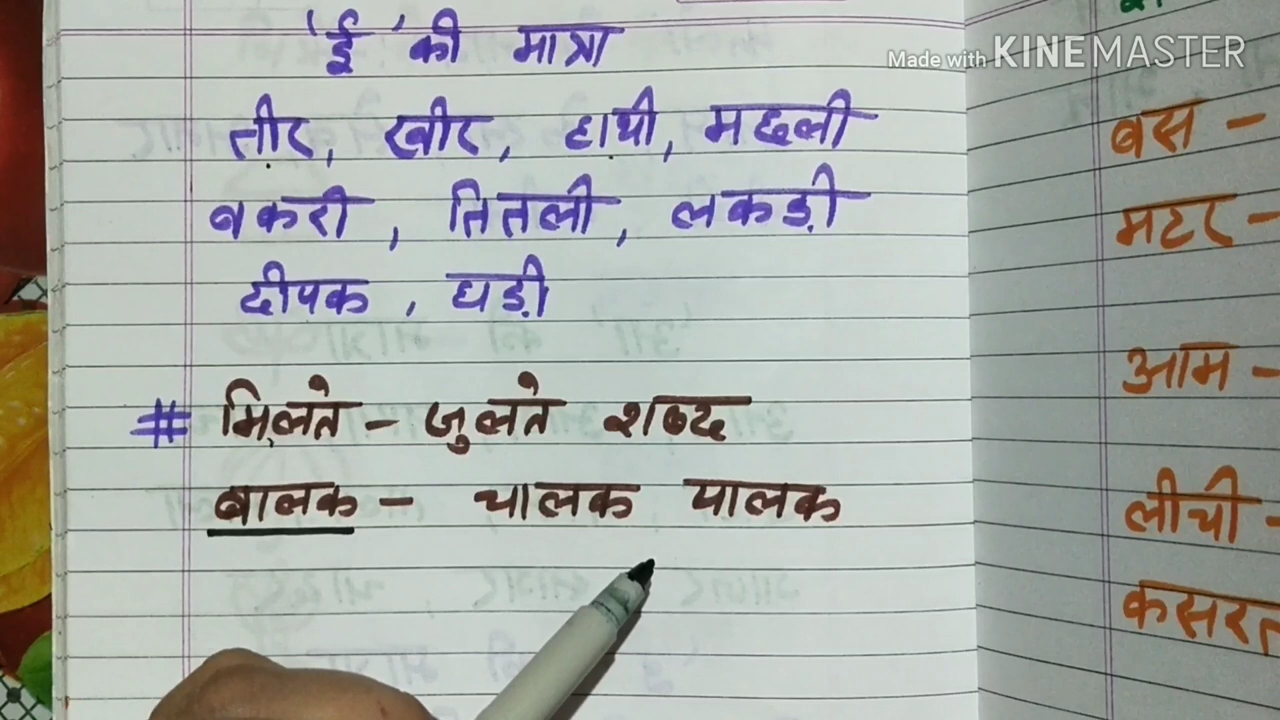 'ई' की मात्रा
तीर, खीर, हाथी, मछली
बकरी, तितली, लकड़ी
दीपक, घड़ी
# मिलते - जुलते शब्द
बालक - चालक पालक
Made with KINEMASTER
बस -
मटर -
आम -
लीची -
कसरत